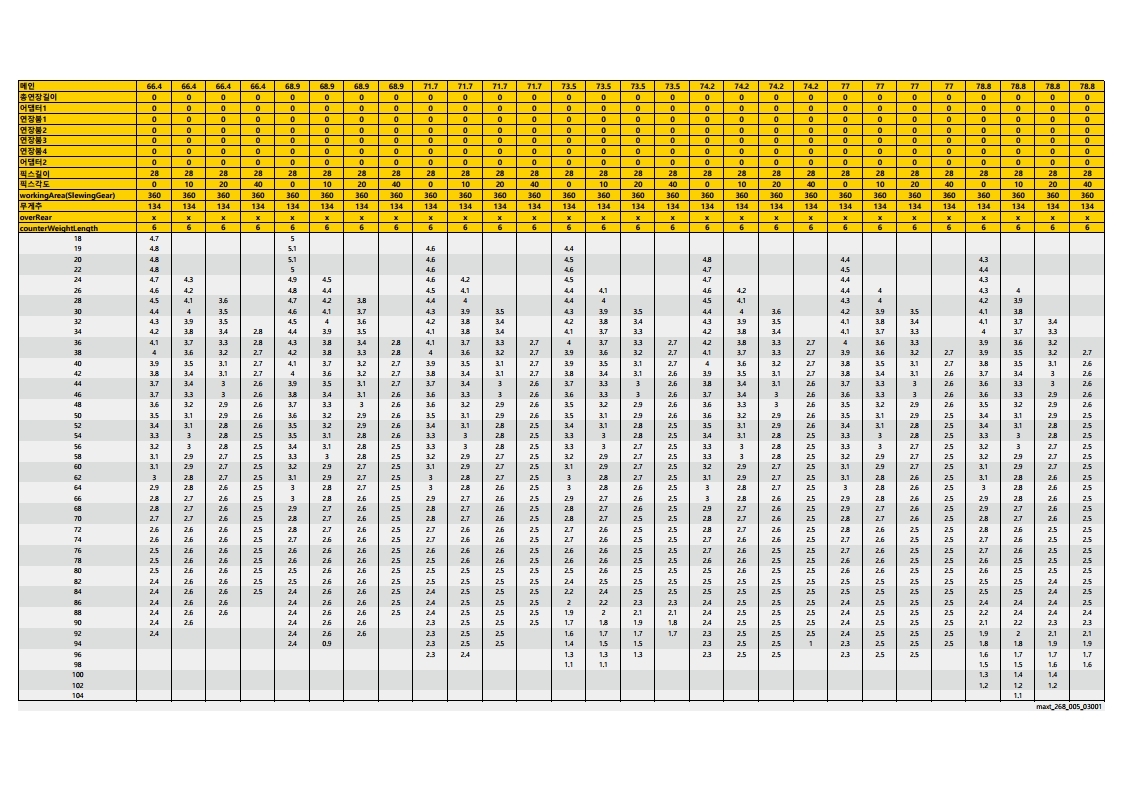 메인 66.4 66.4 66.4 66.4 68.9 68.9 68.9 68.9 71.7 71.7 71.7 71.7 73.5 73.5 73.5 73.5 74.2 74.2 74.2 74.2 77 77 77 77 78.8 78.8 78.8 78.8
총연장길이 0 0 0 0 0 0 0 0 0 0 0 0 0 0 0 0 0 0 0 0 0 0 0 0 0 0 0 0
어댑터1 0 0 0 0 0 0 0 0 0 0 0 0 0 0 0 0 0 0 0 0 0 0 0 0 0 0 0 0
연장붐1 0 0 0 0 0 0 0 0 0 0 0 0 0 0 0 0 0 0 0 0 0 0 0 0 0 0 0 0
연장붐2 0 0 0 0 0 0 0 0 0 0 0 0 0 0 0 0 0 0 0 0 0 0 0 0 0 0 0 0
연장붐3 0 0 0 0 0 0 0 0 0 0 0 0 0 0 0 0 0 0 0 0 0 0 0 0 0 0 0 0
연장붐4 0 0 0 0 0 0 0 0 0 0 0 0 0 0 0 0 0 0 0 0 0 0 0 0 0 0 0 0
어댑터2 0 0 0 0 0 0 0 0 0 0 0 0 0 0 0 0 0 0 0 0 0 0 0 0 0 0 0 0
픽스길이 28 28 28 28 28 28 28 28 28 28 28 28 28 28 28 28 28 28 28 28 28 28 28 28 28 28 28 28
픽스각도 0 10 20 40 0 10 20 40 0 10 20 40 0 10 20 40 0 10 20 40 0 10 20 40 0 10 20 40
workingArea(SlewingGear) 360 360 360 360 360 360 360 360 360 360 360 360 360 360 360 360 360 360 360 360 360 360 360 360 360 360 360 360
무게추 134 134 134 134 134 134 134 134 134 134 134 134 134 134 134 134 134 134 134 134 134 134 134 134 134 134 134 134
overRear x x x x x x x x x x x x x x x x x x x x x x x x x x x x
counterWeightLength 6 6 6 6 6 6 6 6 6 6 6 6 6 6 6 6 6 6 6 6 6 6 6 6 6 6 6 6
18 4.7 5
19 4.8 5.1 4.6 4.4
20 4.8 5.1 4.6 4.5 4.8 4.4 4.3
22 4.8 5 4.6 4.6 4.7 4.5 4.4
24 4.7 4.3 4.9 4.5 4.6 4.2 4.4 4.7 4.4 4.3
26 4.6 4.2 4.8 4.4 4.5 4.1 4.4 4.1 4.6 4.2 4.4 4 4.3 4
28 4.5 4.1 3.6 4.7 4.2 3.8 4.4 4 4.4 4 4.5 4.1 4.3 4 4.2 3.9
30 4.4 4 3.5 4.6 4.1 3.7 4.3 3.9 3.5 4.3 3.9 3.5 4.4 4 3.6 4.2 3.9 3.5 4.1 3.8
32 4.3 3.9 3.5 4.5 4 3.6 4.2 3.8 3.4 4.2 3.8 3.4 4.3 3.9 3.5 4.1 3.8 3.4 4.1 3.7 3.4
34 4.2 3.8 3.4 2.8 4.4 3.9 3.5 4.2 3.8 3.4 4.1 3.7 3.3 4.2 3.8 3.4 4 3.7 3.3 4 3.7 3.3
36 4.1 3.7 3.3 2.8 4.3 3.8 3.4 2.8 4.1 3.7 3.3 2.7 4 3.7 3.3 2.7 4.2 3.8 3.3 2.7 4 3.6 3.3 3.9 3.6 3.2
38 4 3.6 3.2 2.7 4.2 3.8 3.3 2.8 4 3.6 3.2 2.7 3.9 3.6 3.2 2.7 4.1 3.7 3.3 2.7 3.9 3.6 3.2 2.7 3.9 3.5 3.2 2.7
40 3.9 3.5 3.1 2.7 4.1 3.7 3.2 2.7 3.9 3.5 3.2 2.7 3.8 3.5 3.1 2.7 4 3.6 3.2 2.7 3.8 3.5 3.1 2.7 3.8 3.5 3.1 2.6
42 3.8 3.4 3.1 2.7 4 3.6 3.2 2.7 3.8 3.4 3.1 2.7 3.8 3.4 3.1 2.6 3.9 3.5 3.1 2.7 3.8 3.4 3.1 2.6 3.7 3.4 3 2.6
44 3.7 3.4 3 2.6 3.9 3.5 3.1 2.7 3.7 3.4 3 2.6 3.7 3.3 3 2.6 3.8 3.4 3.1 2.6 3.7 3.3 3 2.6 3.6 3.3 3 2.6
46 3.7 3.3 3 2.6 3.8 3.4 3.1 2.6 3.6 3.3 3 2.6 3.6 3.3 3 2.6 3.7 3.4 3 2.6 3.6 3.3 3 2.6 3.6 3.3 2.9 2.6
48 3.6 3.2 2.9 2.6 3.7 3.3 3 2.6 3.6 3.2 2.9 2.6 3.5 3.2 2.9 2.6 3.6 3.3 3 2.6 3.5 3.2 2.9 2.6 3.5 3.2 2.9 2.6
50 3.5 3.1 2.9 2.6 3.6 3.2 2.9 2.6 3.5 3.1 2.9 2.6 3.5 3.1 2.9 2.6 3.6 3.2 2.9 2.6 3.5 3.1 2.9 2.5 3.4 3.1 2.9 2.5
52 3.4 3.1 2.8 2.6 3.5 3.2 2.9 2.6 3.4 3.1 2.8 2.5 3.4 3.1 2.8 2.5 3.5 3.1 2.9 2.6 3.4 3.1 2.8 2.5 3.4 3.1 2.8 2.5
54 3.3 3 2.8 2.5 3.5 3.1 2.8 2.6 3.3 3 2.8 2.5 3.3 3 2.8 2.5 3.4 3.1 2.8 2.5 3.3 3 2.8 2.5 3.3 3 2.8 2.5
56 3.2 3 2.8 2.5 3.4 3.1 2.8 2.5 3.3 3 2.7 2.5 3.3 3 2.7 2.5 3.3 3 2.8 2.5 3.3 3 2.7 2.5 3.2 3 2.7 2.5
58 3.1 2.9 2.7 2.5 3.3 3 2.8 2.5 3.2 2.9 2.7 2.5 3.2 2.9 2.7 2.5 3.3 3 2.7 2.5 3.2 2.9 2.7 2.5 3.2 2.9 2.7 2.5
60 3.1 2.9 2.7 2.5 3.2 2.9 2.7 2.5 3.1 2.9 2.7 2.5 3.1 2.9 2.7 2.5 3.2 2.9 2.7 2.5 3.1 2.9 2.7 2.5 3.1 2.9 2.7 2.5
62 3 2.8 2.7 2.5 3.1 2.9 2.7 2.5 3 2.8 2.7 2.5 3 2.8 2.7 2.5 3.1 2.9 2.7 2.5 3.1 2.8 2.6 2.5 3.1 2.8 2.6 2.5
64 2.9 2.8 2.6 2.5 3 2.8 2.7 2.5 3 2.8 2.6 2.5 3 2.8 2.6 2.5 3 2.8 2.7 2.5 3 2.8 2.6 2.5 3 2.8 2.6 2.5
66 2.8 2.7 2.6 2.5 3 2.8 2.6 2.5 2.9 2.7 2.6 2.5 2.9 2.7 2.6 2.5 3 2.8 2.6 2.5 2.9 2.8 2.6 2.5 2.9 2.8 2.6 2.5
68 2.8 2.7 2.6 2.5 2.9 2.7 2.6 2.5 2.8 2.7 2.6 2.5 2.8 2.7 2.6 2.5 2.9 2.7 2.6 2.5 2.9 2.7 2.6 2.5 2.9 2.7 2.6 2.5
70 2.7 2.7 2.6 2.5 2.8 2.7 2.6 2.5 2.8 2.7 2.6 2.5 2.8 2.7 2.6 2.5 2.8 2.7 2.6 2.5 2.8 2.7 2.6 2.5 2.8 2.7 2.6 2.5
72 2.6 2.6 2.6 2.5 2.8 2.7 2.6 2.5 2.7 2.6 2.6 2.5 2.7 2.6 2.6 2.5 2.8 2.7 2.6 2.5 2.7 2.6 2.5 2.5 2.8 2.6 2.5 2.5
74 2.6 2.6 2.6 2.5 2.7 2.6 2.6 2.5 2.7 2.6 2.6 2.5 2.7 2.6 2.6 2.5 2.7 2.6 2.6 2.5 2.7 2.6 2.5 2.5 2.7 2.6 2.5 2.5
76 2.5 2.6 2.6 2.5 2.6 2.6 2.6 2.5 2.6 2.6 2.6 2.5 2.6 2.6 2.5 2.5 2.7 2.6 2.6 2.5 2.6 2.6 2.5 2.5 2.7 2.6 2.5 2.5
78 2.5 2.6 2.6 2.5 2.6 2.6 2.6 2.5 2.6 2.6 2.5 2.5 2.6 2.6 2.5 2.5 2.6 2.6 2.5 2.5 2.6 2.6 2.5 2.5 2.6 2.6 2.5 2.5
80 2.5 2.6 2.6 2.5 2.5 2.6 2.6 2.5 2.5 2.5 2.5 2.5 2.5 2.5 2.5 2.5 2.6 2.6 2.5 2.5 2.5 2.5 2.5 2.5 2.6 2.5 2.5 2.5
82 2.4 2.6 2.6 2.5 2.5 2.6 2.6 2.5 2.5 2.5 2.5 2.5 2.4 2.5 2.5 2.5 2.5 2.5 2.5 2.5 2.5 2.5 2.5 2.5 2.5 2.5 2.5 2.5
84 2.4 2.6 2.6 2.5 2.4 2.6 2.6 2.5 2.4 2.5 2.5 2.5 2.2 2.4 2.5 2.5 2.5 2.5 2.5 2.5 2.4 2.5 2.5 2.5 2.5 2.5 2.5 2.5
86 2.4 2.6 2.6 2.4 2.6 2.6 2.5 2.4 2.5 2.5 2.5 2 2.2 2.3 2.3 2.4 2.5 2.5 2.5 2.4 2.5 2.5 2.5 2.4 2.5 2.5 2.5
88 2.4 2.6 2.6 2.4 2.6 2.6 2.5 2.4 2.5 2.5 2.5 1.9 2 2.1 2.1 2.4 2.5 2.5 2.5 2.4 2.5 2.5 2.5 2.2 2.4 2.4 2.4
90 2.4 2.6 2.4 2.6 2.6 2.3 2.5 2.5 2.5 1.7 1.8 1.9 1.8 2.4 2.5 2.5 2.5 2.4 2.5 2.5 2.5 2.1 2.2 2.3 2.3
92 2.4 2.4 2.6 2.6 2.3 2.5 2.5 1.6 1.7 1.7 1.7 2.3 2.5 2.5 2.5 2.4 2.5 2.5 2.5 1.9 2 2.1 2.1
94 2.4 0.9 2.3 2.5 2.5 1.4 1.5 1.5 2.3 2.5 2.5 1 2.3 2.5 2.5 2.5 1.8 1.8 1.9 1.9
96 2.3 2.4 1.3 1.3 1.3 2.3 2.5 2.5 2.3 2.5 2.5 1.6 1.7 1.7 1.7
98 1.1 1.1 1.5 1.5 1.6 1.6
100 1.3 1.4 1.4
102 1.2 1.2 1.2
104 1.1
maxt_268_005_03001